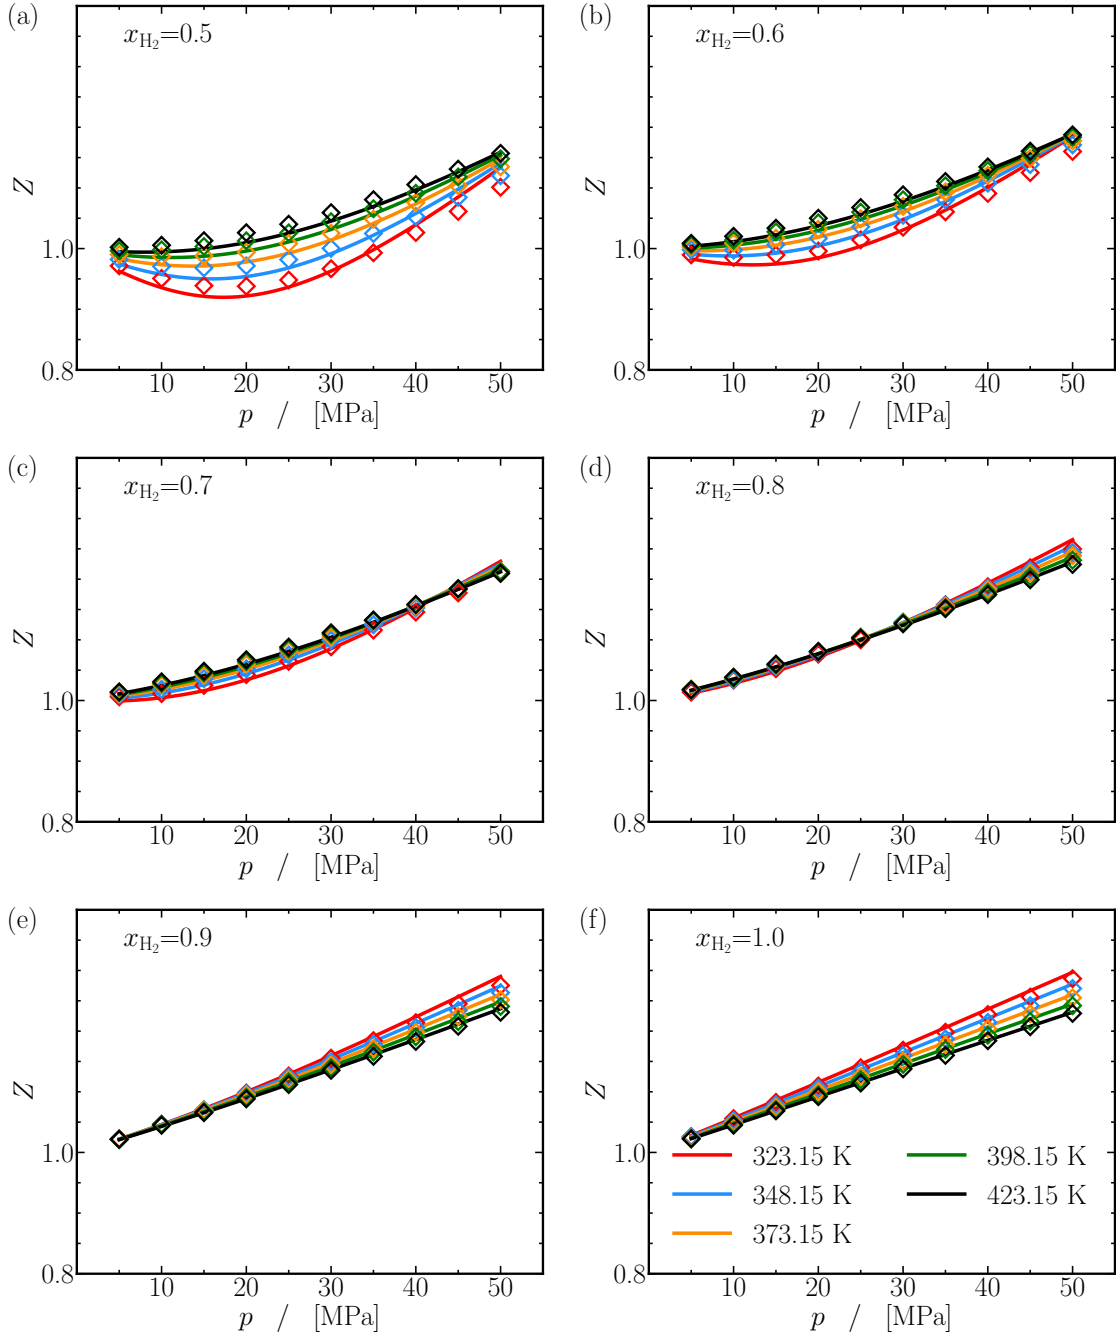 (a)
x_H₂=0.5
Z
1.0
0.8
10 20 30 40 50
p / [MPa]
(b)
x_H₂=0.6
Z
1.0
0.8
10 20 30 40 50
p / [MPa]
(c)
x_H₂=0.7
Z
1.0
0.8
10 20 30 40 50
p / [MPa]
(d)
x_H₂=0.8
Z
1.0
0.8
10 20 30 40 50
p / [MPa]
(e)
x_H₂=0.9
Z
1.0
0.8
10 20 30 40 50
p / [MPa]
(f)
x_H₂=1.0
Z
1.0
0.8
323.15 K
348.15 K
373.15 K
398.15 K
423.15 K
10 20 30 40 50
p / [MPa]